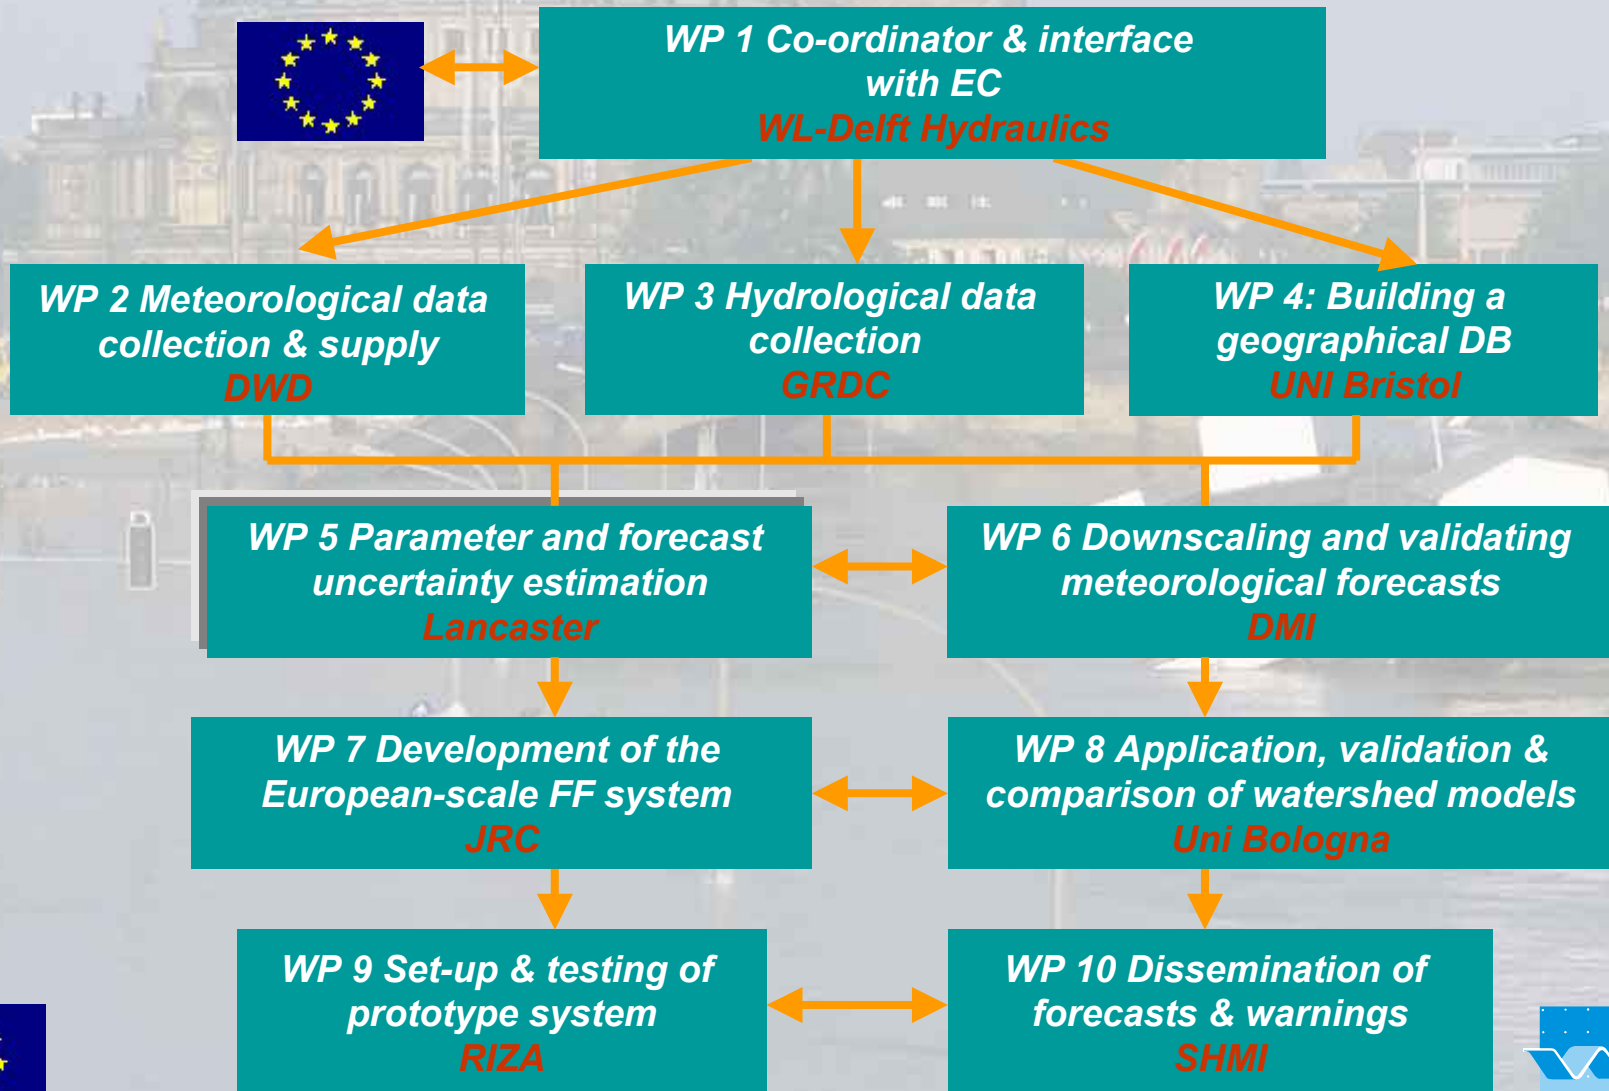 WP 1 Co-ordinator & interface
with EC
WL-Delft Hydraulics
WP 2 Meteorological data
collection & supply
DWD
WP 3 Hydrological data
collection
GRDC
WP 4: Building a
geographical DB
UNI Bristol
WP 5 Parameter and forecast
uncertainty estimation
Lancaster
WP 6 Downscaling and validating
meteorological forecasts
DMI
WP 7 Development of the
European-scale FF system
JRC
WP 8 Application, validation &
comparison of watershed models
Uni Bologna
WP 9 Set-up & testing of
prototype system
RIZA
WP 10 Dissemination of
forecasts & warnings
SHMI